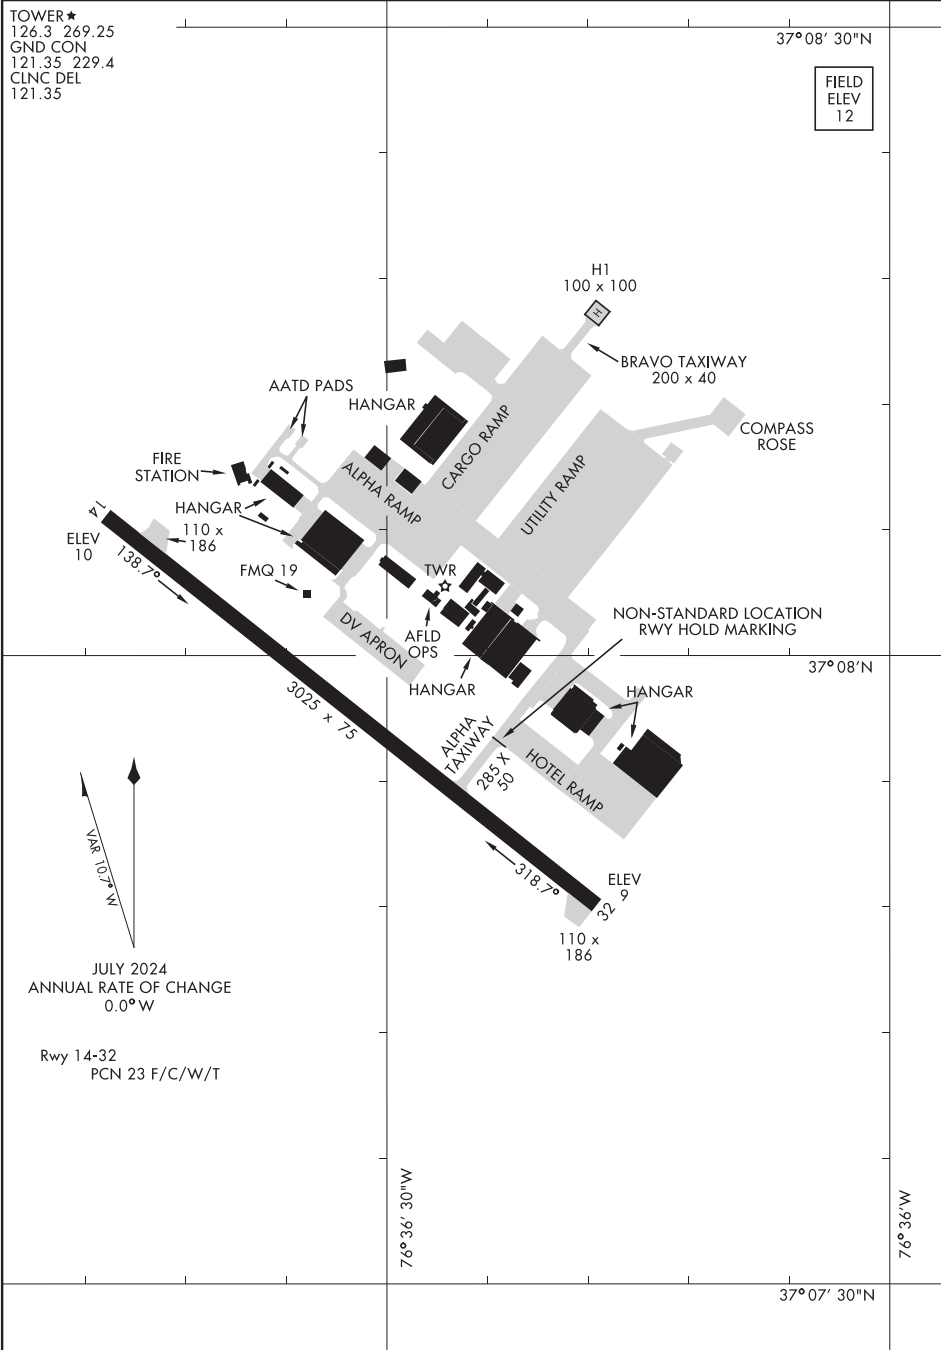 TOWER★
126.3 269.25
GND CON
121.35 229.4
CLNC DEL
121.35
37°08' 30"N
FIELD
ELEV
12
H1
100 x 100
H
BRAVO TAXIWAY
200 x 40
AATD PADS
HANGAR
CARGO RAMP
COMPASS
ROSE
FIRE
STATION
ALPHA RAMP
UTILITY RAMP
HANGAR
14
ELEV
10
110 x
186
138.7°
FMQ 19
TWR
DV APRON
AFLD
OPS
NON-STANDARD LOCATION
RWY HOLD MARKING
37°08'N
HANGAR
HANGAR
3025 x 75
ALPHA
TAXIWAY
285 X
50
HOTEL RAMP
VAR 10.7° W
318.7°
ELEV
9
32
110 x
186
JULY 2024
ANNUAL RATE OF CHANGE
0.0° W
Rwy 14-32
PCN 23 F/C/W/T
76°36' 30"W
76°36'W
37°07' 30"N